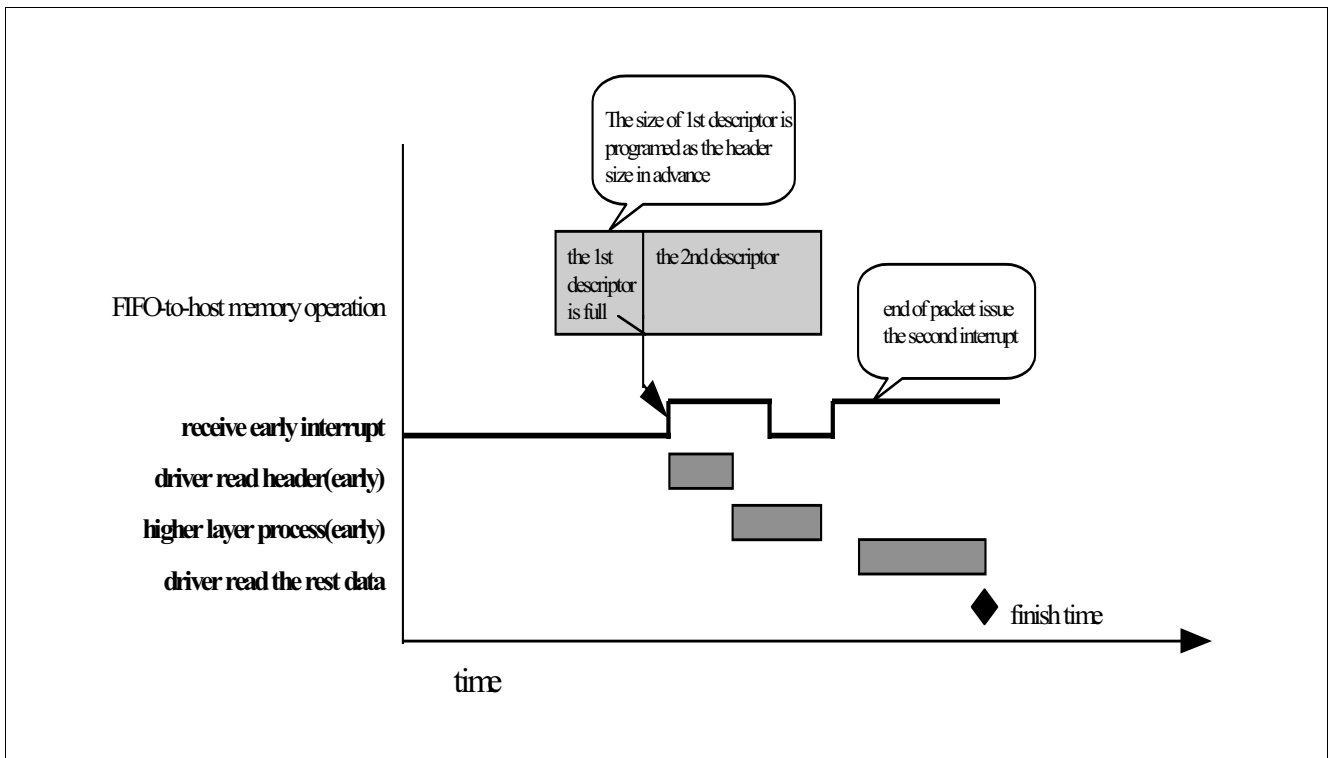 The size of 1st descriptor is
programed as the header
size in advance
the 1st
descriptor
is full
the 2nd descriptor
FIFO-to-host memory operation
end of packet issue
the second interrupt
receive early interrupt
driver read header(early)
higher layer process(early)
driver read the rest data
finish time
time